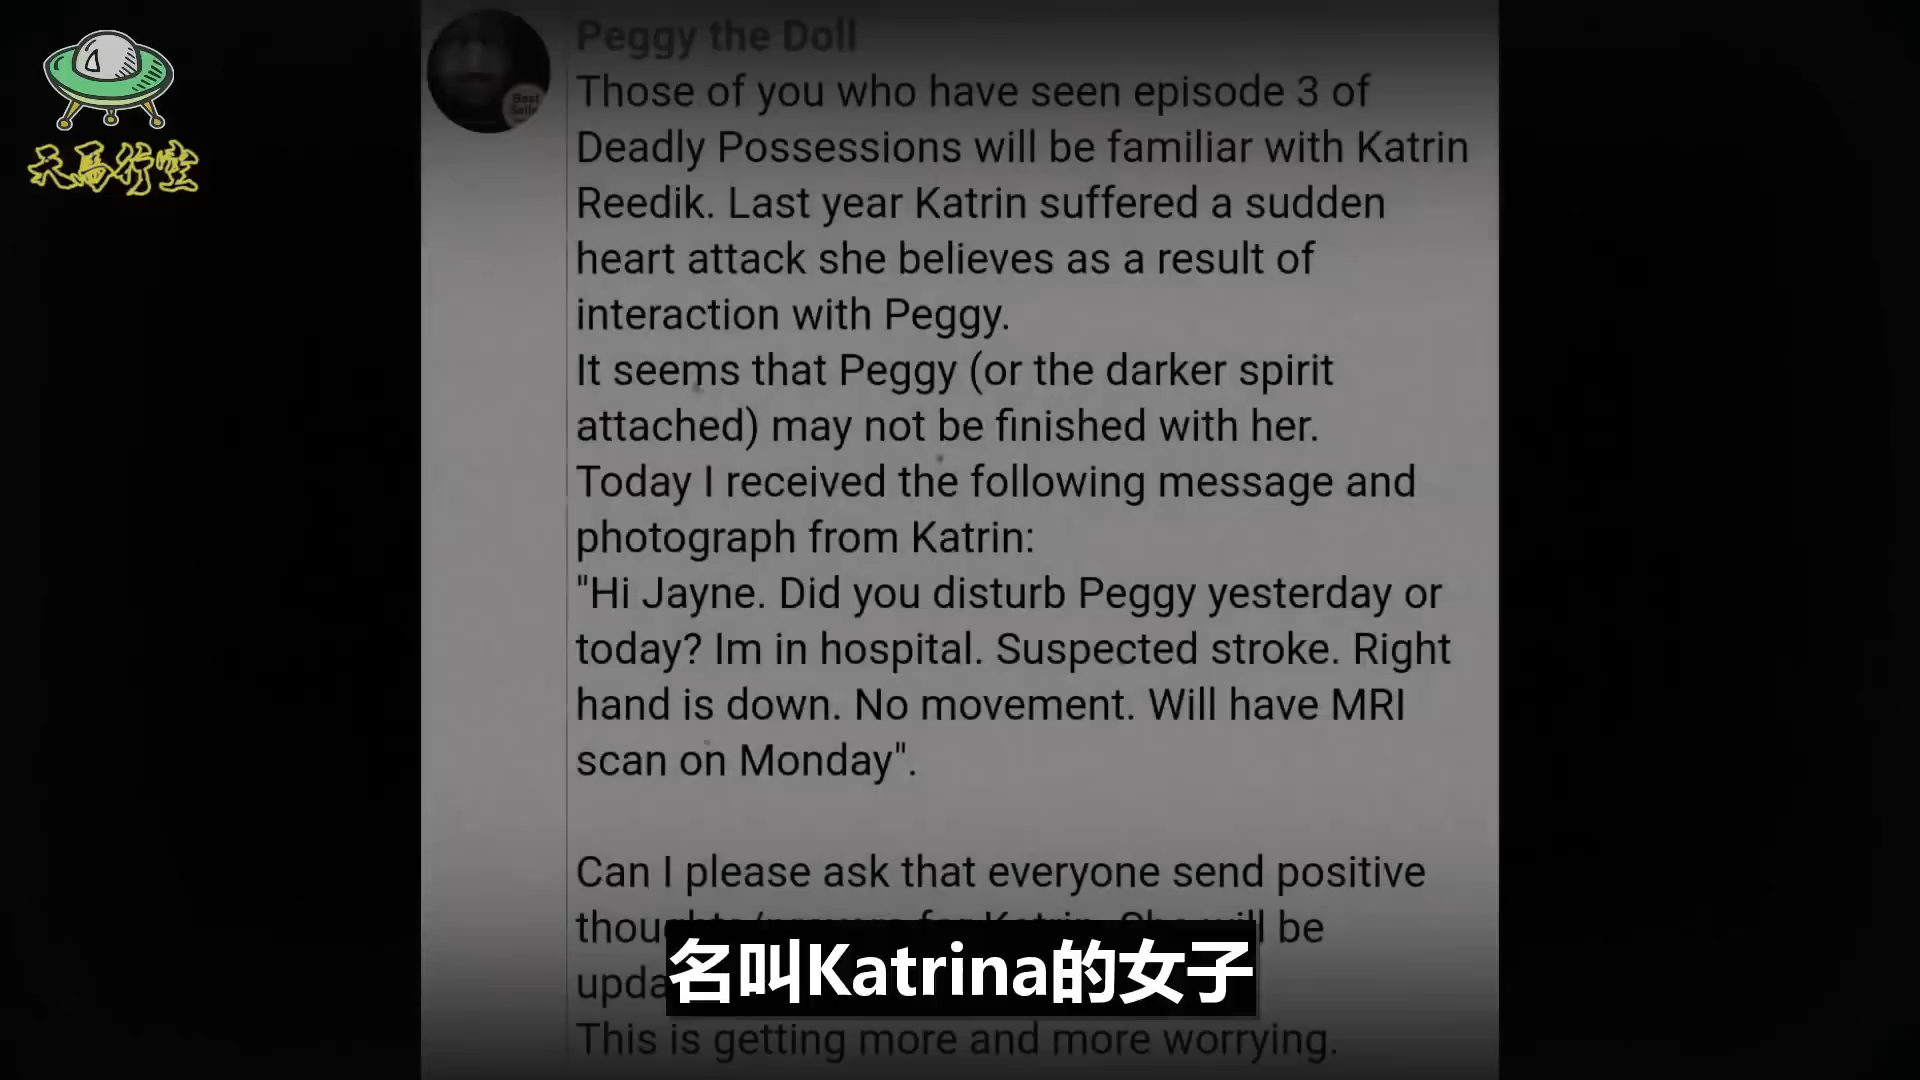 天馬行空
Peggy the Doll
Those of you who have seen episode 3 of
Deadly Possessions will be familiar with Katrin
Reedik. Last year Katrin suffered a sudden
heart attack she believes as a result of
interaction with Peggy.
It seems that Peggy (or the darker spirit
attached) may not be finished with her.
Today I received the following message and
photograph from Katrin:
"Hi Jayne. Did you disturb Peggy yesterday or
today? Im in hospital. Suspected stroke. Right
hand is down. No movement. Will have MRI
scan on Monday".
Can I please ask that everyone send positive
be
名叫Katrina的女子
This is getting more and more worrying.